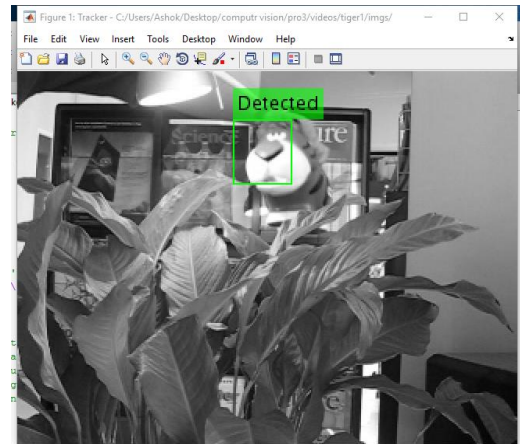 Figure 1: Tracker - C:/Users/Ashok/Desktop/computr vision/pro3/videos/tiger1/imgs/
File Edit View Insert Tools Desktop Window Help
Detected
Science
ure